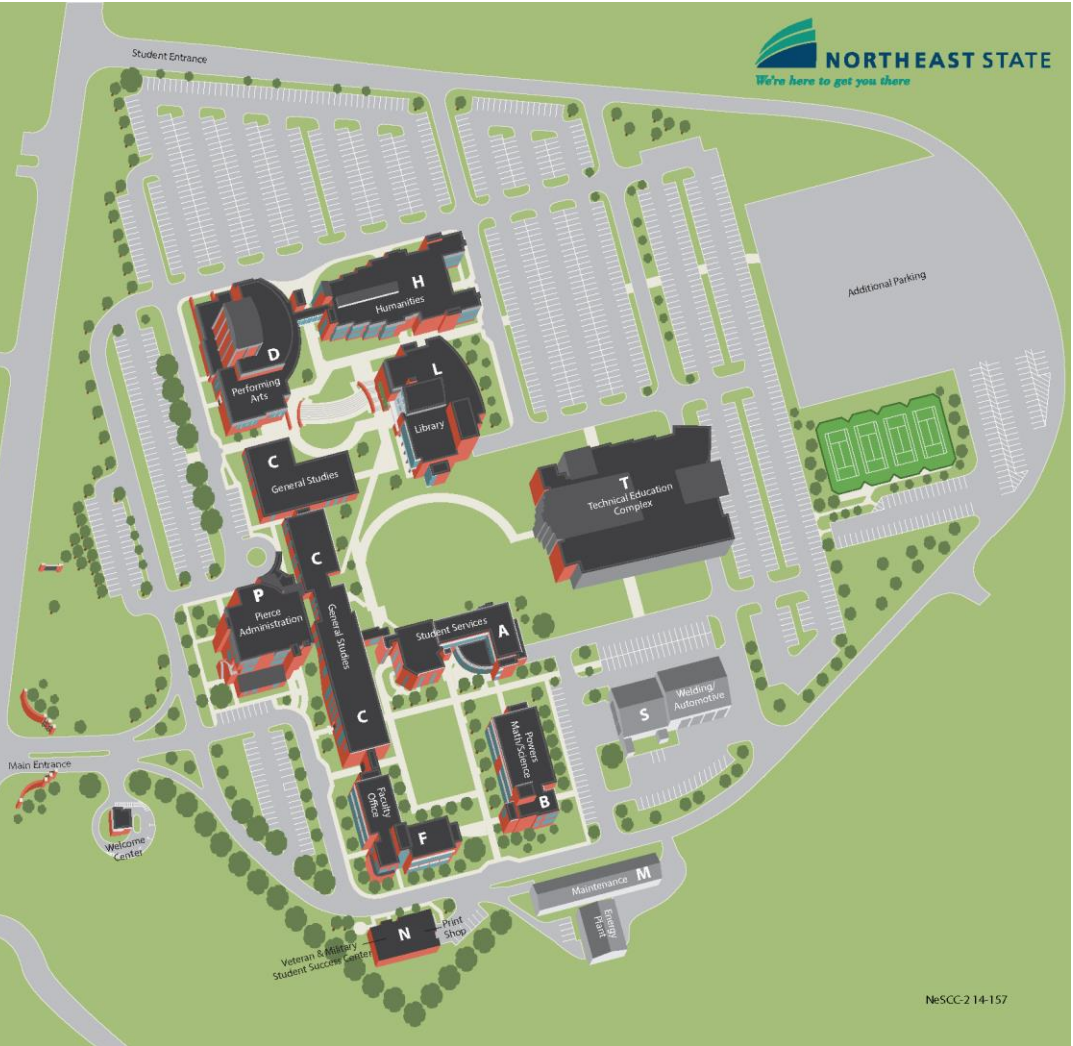 Student Entrance
NORTHEAST STATE
We're here to get you there
Additional Parking
H
Humanities
D
Performing
Arts
L
Library
C
General Studies
T
Technical Education
Complex
C
General Studies
C
P
Pierce
Administration
Student Services
A
Welding/
Automotive
S
Powers
Math/Science
B
Main Entrance
Welcome
Center
Faculty
Office
F
Maintenance M
Energy
Plant
N
Print
Shop
Veteran & Military
Student Success Center
NeSCC-2 14-157